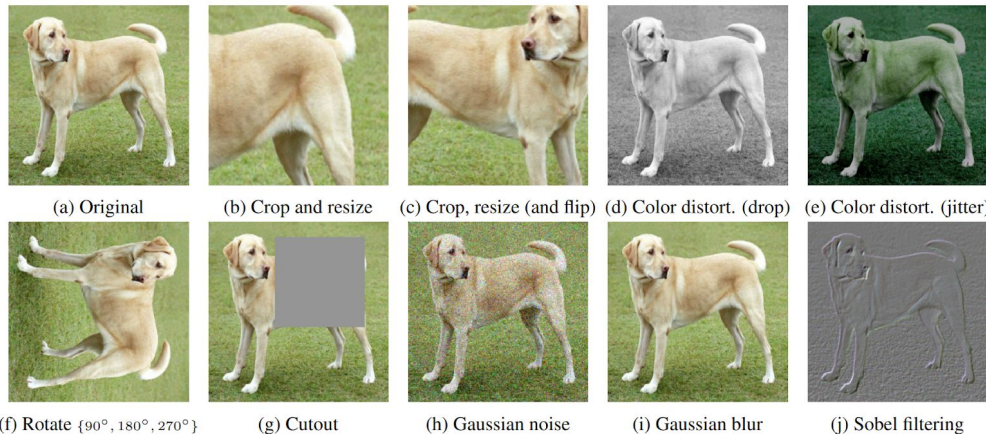 (a) Original
(b) Crop and resize
(c) Crop, resize (and flip)
(d) Color distort. (drop)
(e) Color distort. (jitter)
(f) Rotate {90°, 180°, 270°}
(g) Cutout
(h) Gaussian noise
(i) Gaussian blur
(j) Sobel filtering